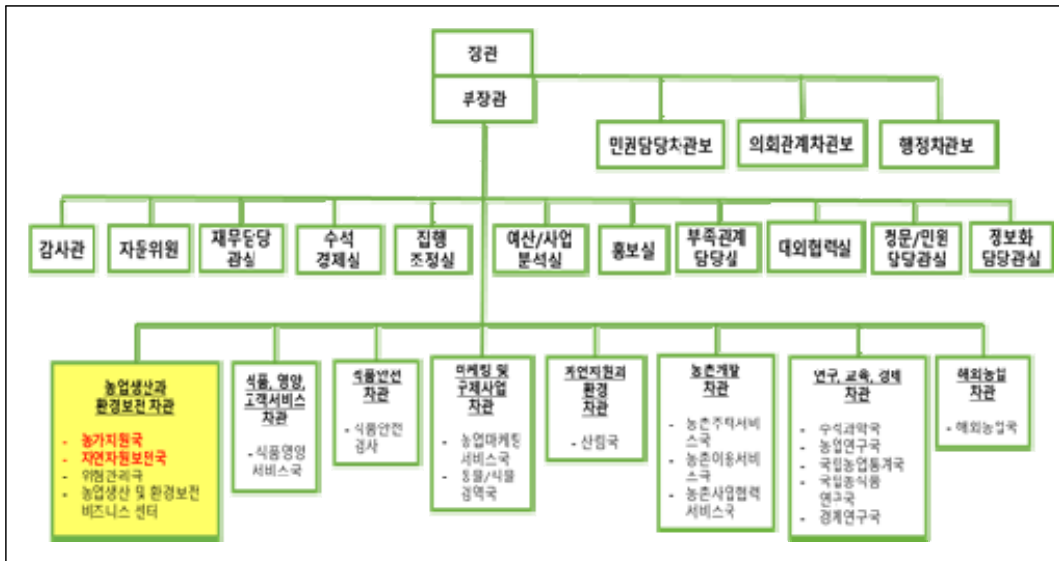 장관
부장관
민권담당차관보
의회관계차관보
행정차관보
감사관
자문위원
재무담당
관실
수석
경제실
집행
조정실
예산/사업
분석실
홍보실
부족관계
담당실
대외협력실
청문/민원
담당관실
정보화
담당관실
농업생산과
환경보전 차관
- 농가지원국
- 자연자원보전국
- 위험관리국
- 농업생산 및 환경보전
비즈니스 센터
식품, 영양,
고객서비스
차관
- 식품영양
서비스국
식품안전
차관
- 식품안전
검사
마케팅 및
규제사업
차관
- 농업마케팅
서비스국
- 동물/식물
검역국
자연자원과
환경
차관
- 산림국
농촌개발
차관
- 농촌주택서비
스국
- 농촌이용서비
스국
- 농촌사업협력
서비스국
연구, 교육, 경제
차관
- 수석과학국
- 농업연구국
- 국립농업통계국
- 국립농식품
연구국
- 경제연구국
해외농업
차관
- 해외농업국